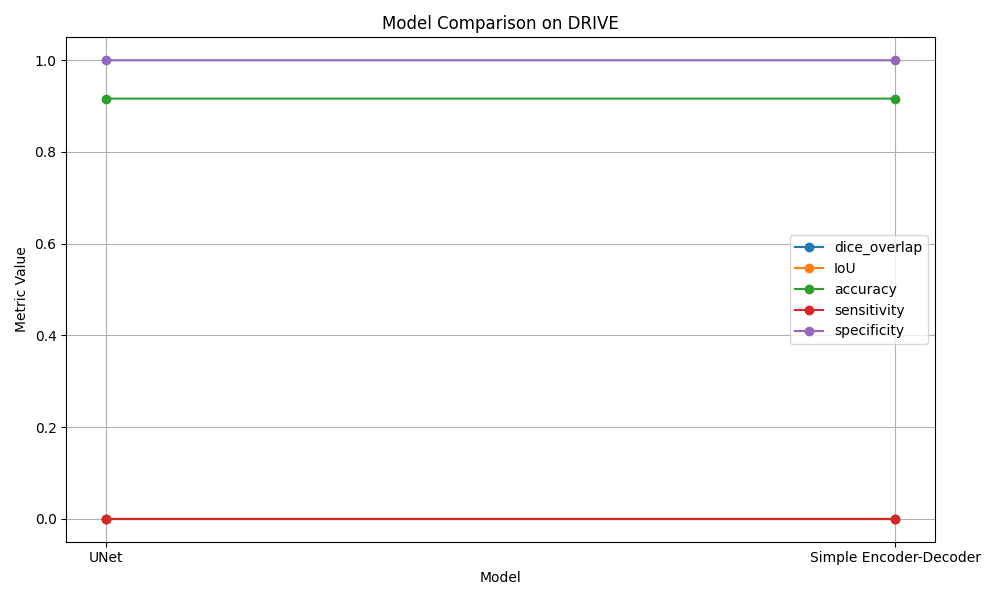 Model Comparison on DRIVE
1.0
0.8
0.6
0.4
0.2
0.0
Metric Value
dice_overlap
IoU
accuracy
sensitivity
specificity
UNet
Simple Encoder-Decoder
Model